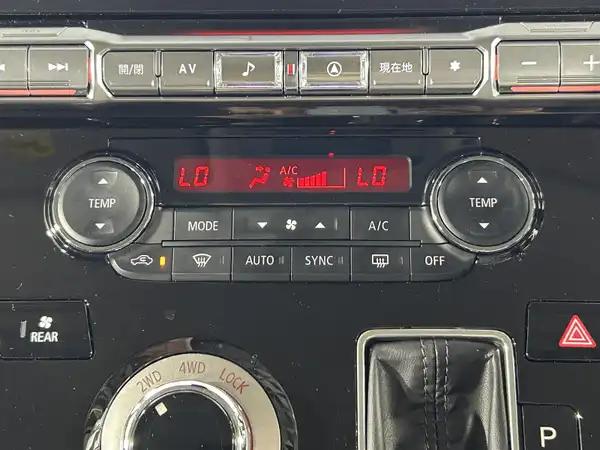 開/閉 AV 現在地
LO A/C LO
TEMP TEMP
MODE A/C
AUTO SYNC OFF
REAR
2WD 4WD LOCK
P